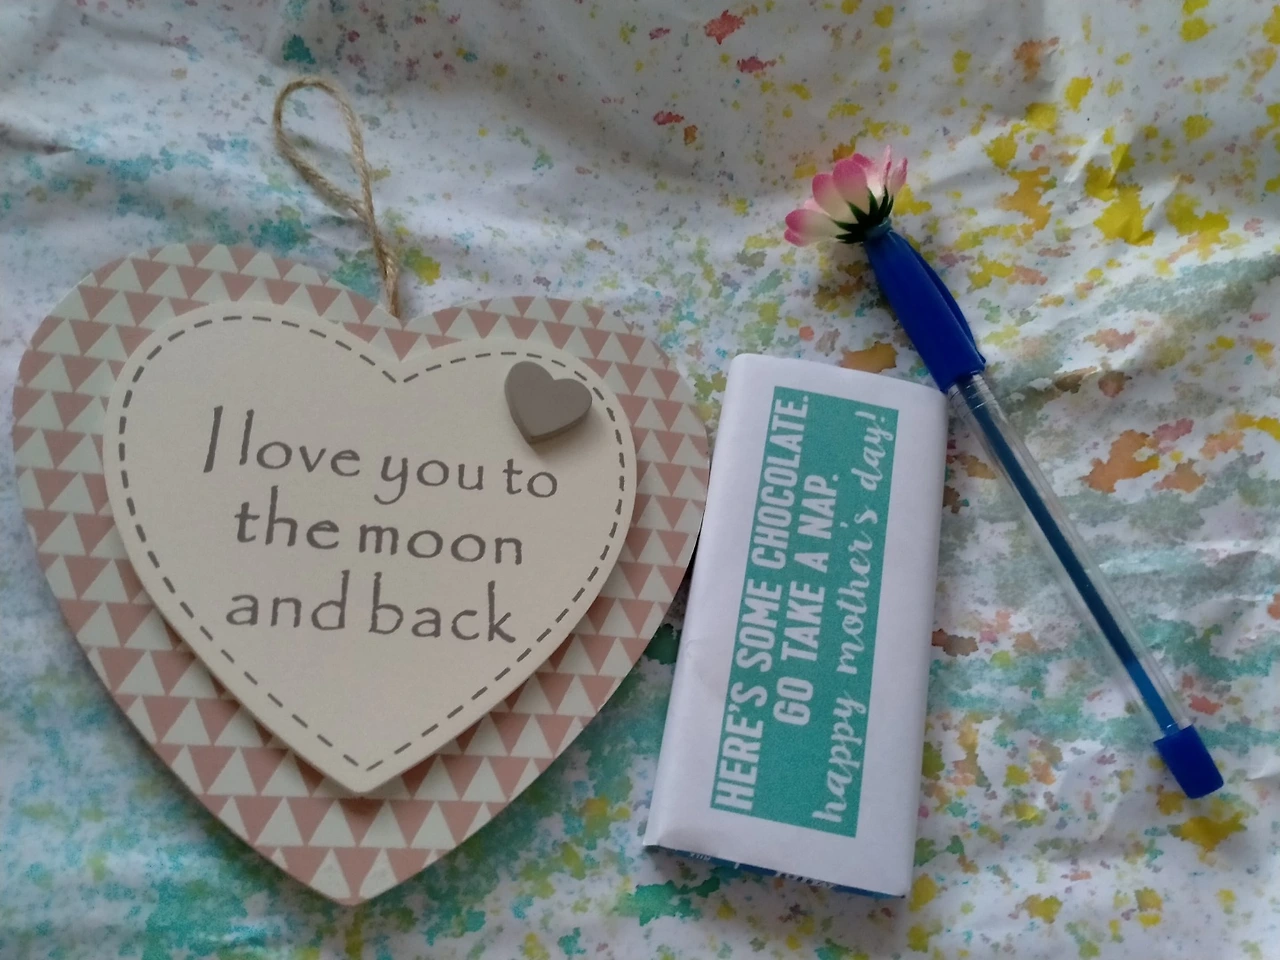 I love you to
the moon
and back
HERE'S SOME CHOCOLATE.
GO TAKE A NAP.
happy mother's day!